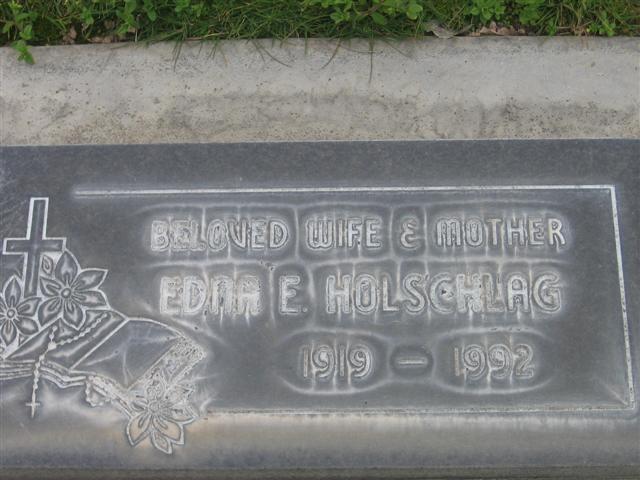 BELOVED WIFE & MOTHER
EDNA E. HOLSCHLAG
1919 — 1992